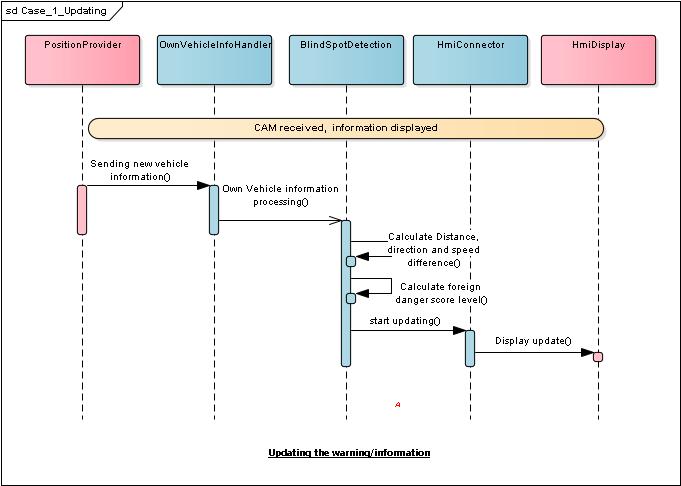 sd Case_1_Updating
PositionProvider
OwnVehicleInfoHandler
BlindSpotDetection
HmiConnector
HmiDisplay
CAM received, information displayed
Sending new vehicle
information()
Own Vehicle information
processing()
Calculate Distance,
direction and speed
difference()
Calculate foreign
danger score level()
start updating()
Display update()
A
Updating the warning/information